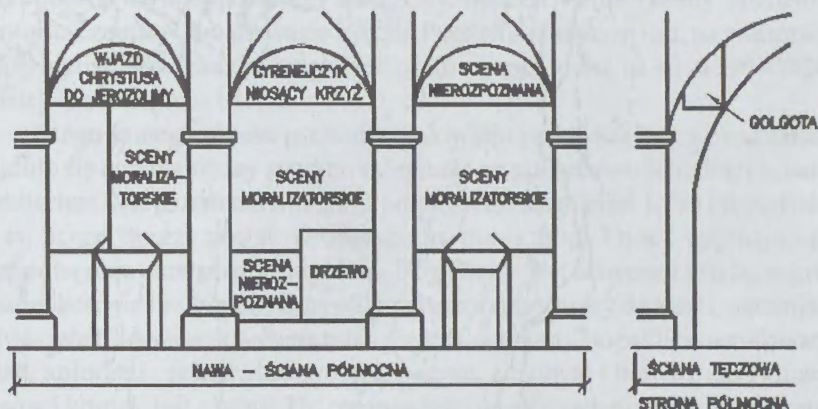 WJAZD
CHRYSTUSA
DO JEROZOLIMY
SCENY
MORALIZA-
TORSKIE
CYRENEJCZYK
NIOSĄCY KRZYŻ
SCENY
MORALIZATORSKIE
SCENA
NIEROZ-
POZNANA
DRZEWO
SCENA
NIEROZPOZNANA
SCENY
MORALIZATORSKIE
GOLGOTA
NAWA – ŚCIANA PÓŁNOCNA
ŚCIANA TĘCZOWA
STRONA PÓŁNOCNA